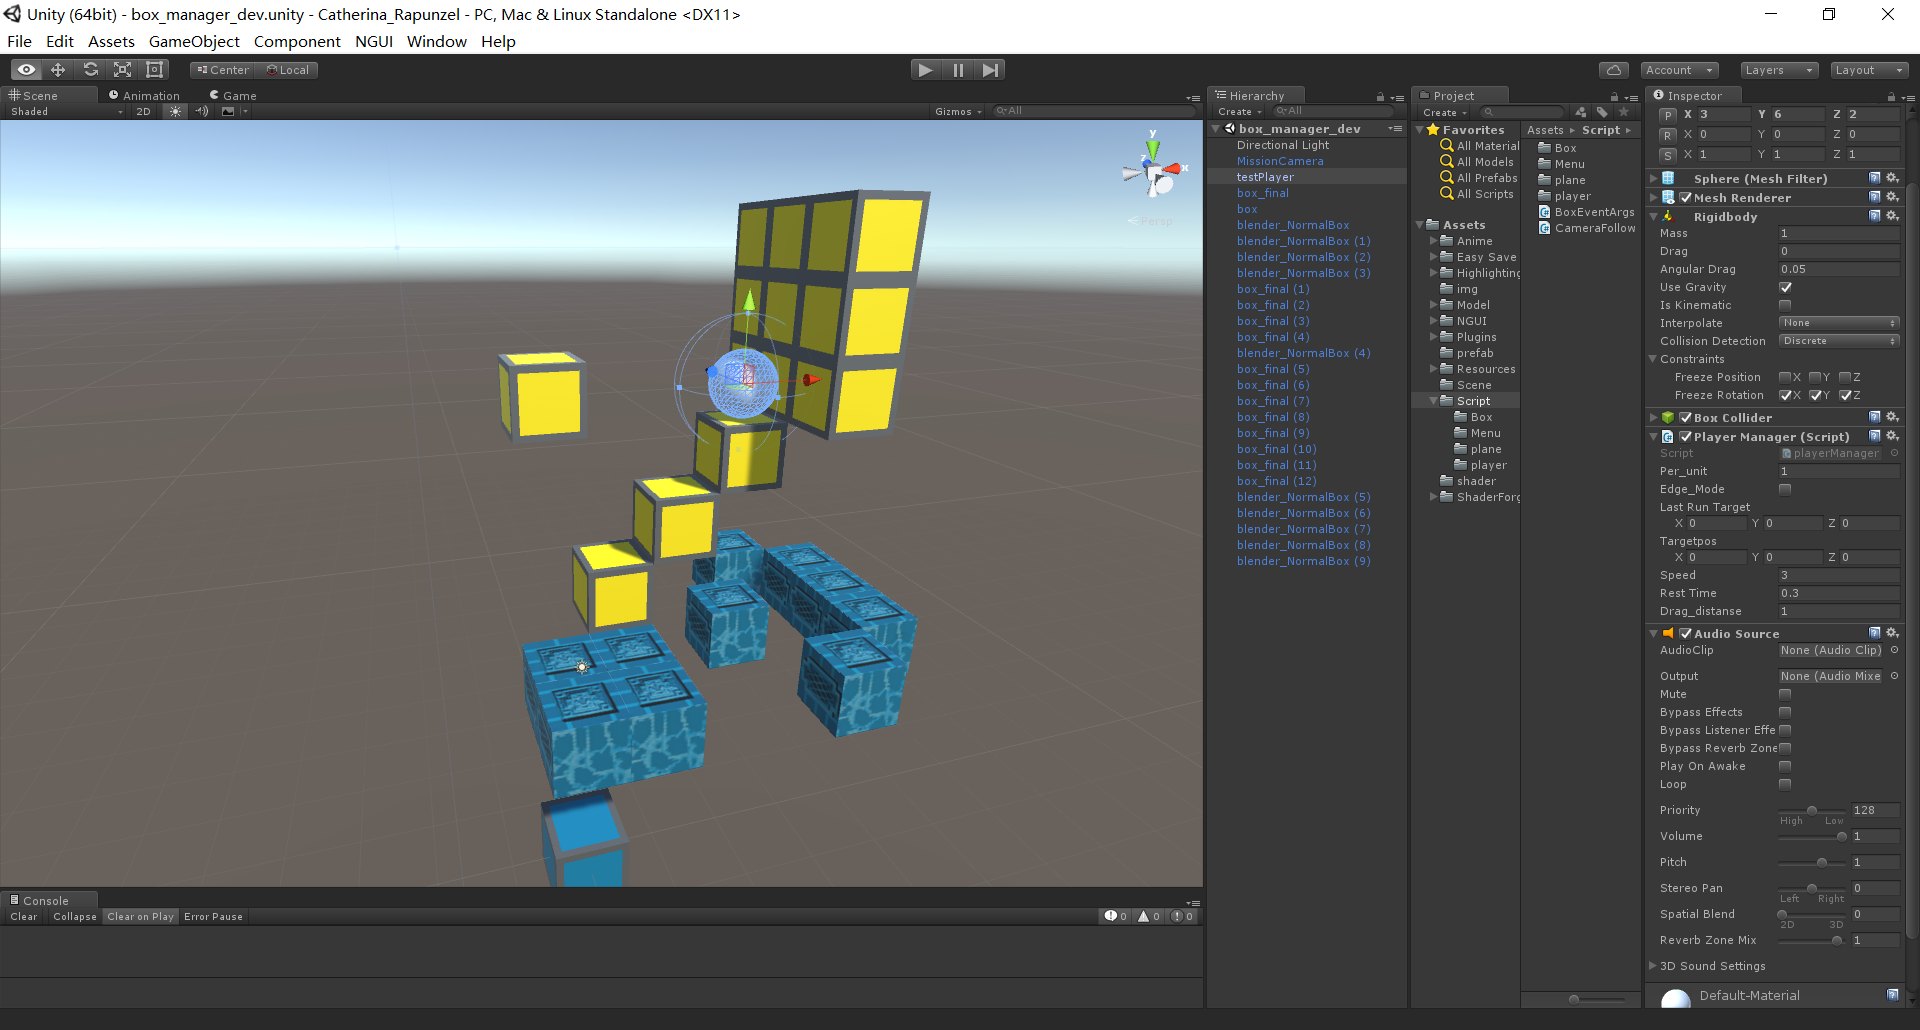 Unity (64bit) - box_manager_dev.unity - Catherina_Rapunzel - PC, Mac & Linux Standalone <DX11>
File Edit Assets GameObject Component NGUI Window Help
Center Local
Account Layers Layout
Scene Animation Game
Shaded 2D Gizmos All
y
z
x
Persp
Hierarchy
Create All
box_manager_dev
Directional Light
MissionCamera
testPlayer
box_final
box
blender_NormalBox
blender_NormalBox (1)
blender_NormalBox (2)
blender_NormalBox (3)
box_final (1)
box_final (2)
box_final (3)
box_final (4)
blender_NormalBox (4)
box_final (5)
box_final (6)
box_final (7)
box_final (8)
box_final (9)
box_final (10)
box_final (11)
box_final (12)
blender_NormalBox (5)
blender_NormalBox (6)
blender_NormalBox (7)
blender_NormalBox (8)
blender_NormalBox (9)
Project
Create
Favorites
All Material
All Models
All Prefabs
All Scripts
Assets
Anime
Easy Save
Highlighting
img
Model
NGUI
Plugins
prefab
Resources
Scene
Script
Box
Menu
plane
player
shader
ShaderForg
Assets Script
Box
Menu
plane
player
BoxEventArgs
CameraFollow
Inspector
P X 3 Y 6 Z 2
R X 0 Y 0 Z 0
S X 1 Y 1 Z 1
Sphere (Mesh Filter)
Mesh Renderer
Rigidbody
Mass 1
Drag 0
Angular Drag 0.05
Use Gravity
Is Kinematic
Interpolate None
Collision Detection Discrete
Constraints
Freeze Position X Y Z
Freeze Rotation X Y Z
Box Collider
Player Manager (Script)
Script playerManager
Per_unit 1
Edge_Mode
Last Run Target
X 0 Y 0 Z 0
Targetpos
X 0 Y 0 Z 0
Speed 3
Rest Time 0.3
Drag_distanse 1
Audio Source
AudioClip None (Audio Clip)
Output None (Audio Mixe
Mute
Bypass Effects
Bypass Listener Effe
Bypass Reverb Zone
Play On Awake
Loop
Priority 128
High Low
Volume 1
Pitch 1
Stereo Pan 0
Left Right
Spatial Blend 0
2D 3D
Reverb Zone Mix 1
3D Sound Settings
Default-Material
Console
Clear Collapse Clear on Play Error Pause 0 0 0